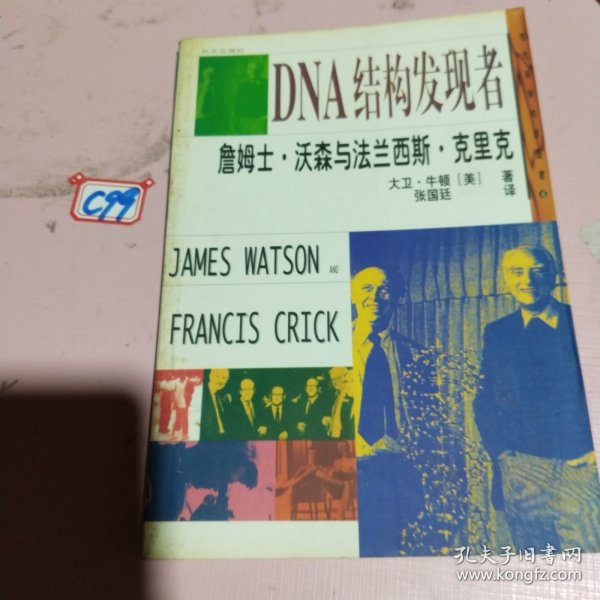 DNA结构发现者
詹姆士·沃森与法兰西斯·克里克
大卫·牛顿［美］ 著
张国廷 译
C99
JAMES WATSON AND
FRANCIS CRICK
孔夫子旧书网
www.kongfz.com